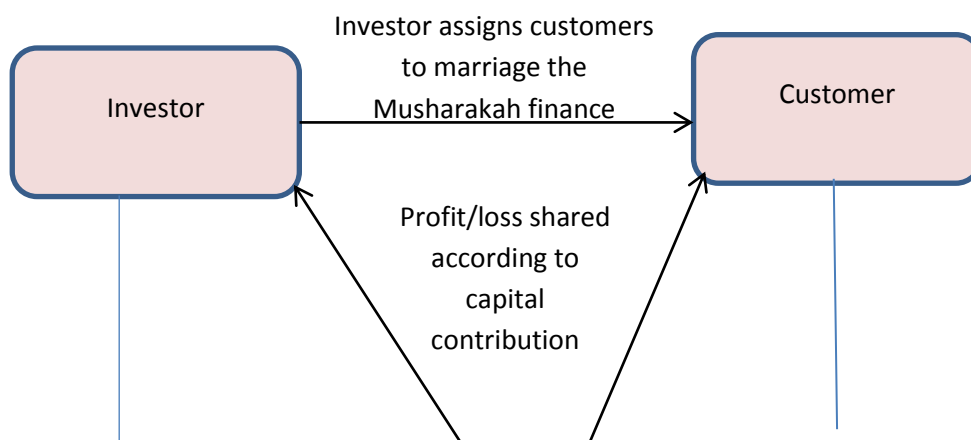 Investor assigns customers
to marriage the
Musharakah finance
Investor
Customer
Profit/loss shared
according to
capital
contribution